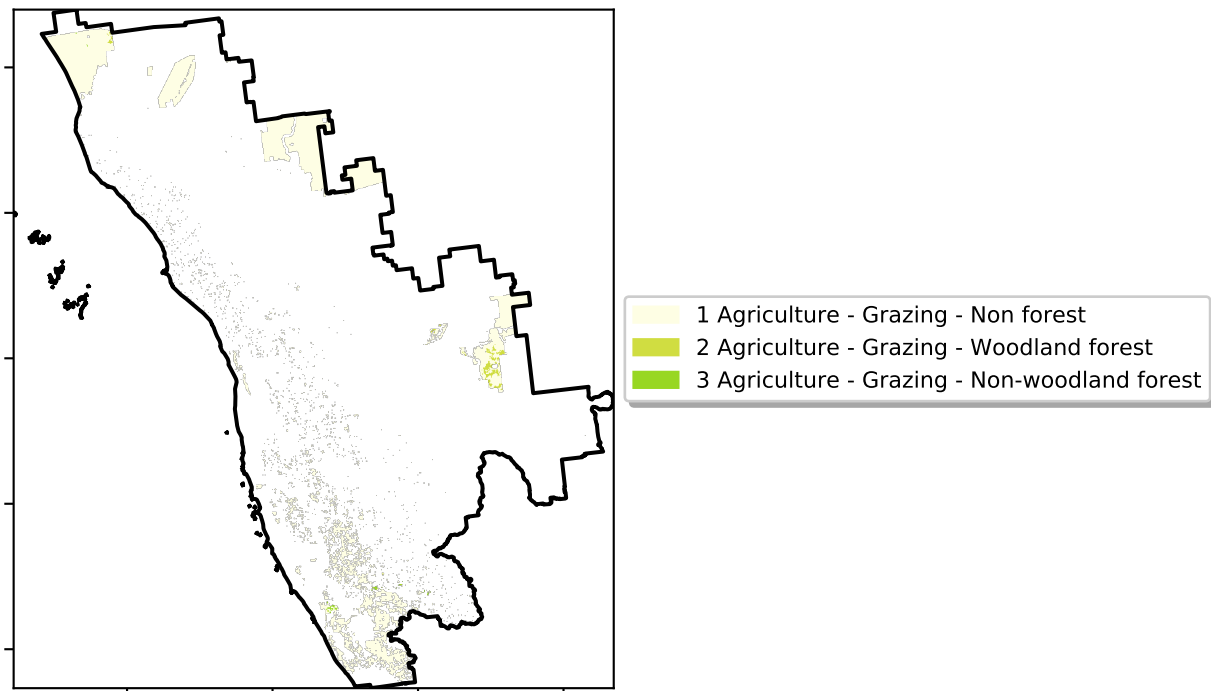 1 Agriculture - Grazing - Non forest
2 Agriculture - Grazing - Woodland forest
3 Agriculture - Grazing - Non-woodland forest